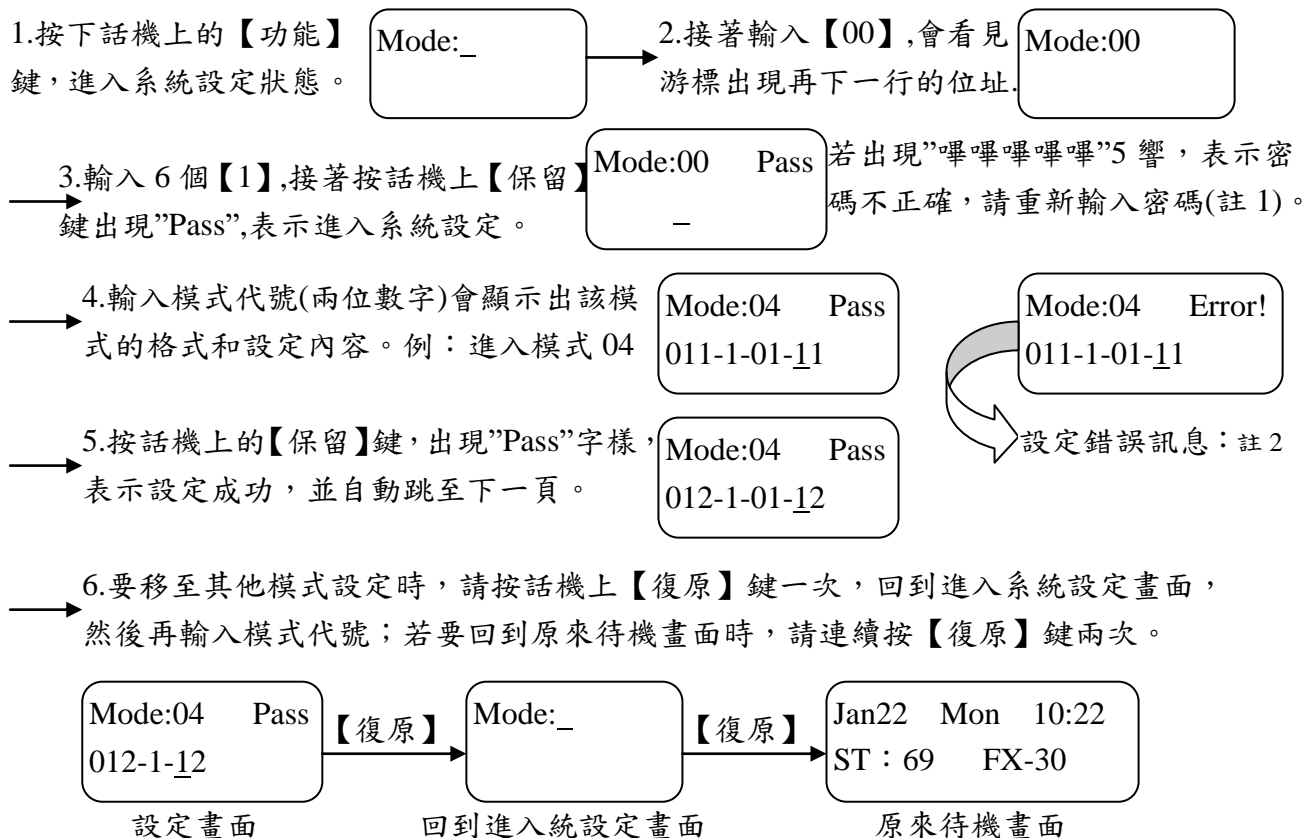 1.按下話機上的【功能】
鍵，進入系統設定狀態。
Mode:_
2.接著輸入【00】,會看見
游標出現再下一行的位址.
Mode:00
3.輸入 6 個【1】,接著按話機上【保留】
鍵出現”Pass”,表示進入系統設定。
Mode:00 Pass
_
若出現”嗶嗶嗶嗶嗶”5 響，表示密
碼不正確，請重新輸入密碼(註 1)。
4.輸入模式代號(兩位數字)會顯示出該模
式的格式和設定內容。例：進入模式 04
Mode:04 Pass
011-1-01-11
Mode:04 Error!
011-1-01-11
設定錯誤訊息：註 2
5.按話機上的【保留】鍵，出現”Pass”字樣，
表示設定成功，並自動跳至下一頁。
Mode:04 Pass
012-1-01-12
6.要移至其他模式設定時，請按話機上【復原】鍵一次，回到進入系統設定畫面，
然後再輸入模式代號；若要回到原來待機畫面時，請連續按【復原】鍵兩次。
Mode:04 Pass
012-1-12
【復原】
Mode:_
【復原】
Jan22 Mon 10:22
ST：69 FX-30
設定畫面
回到進入統設定畫面
原來待機畫面